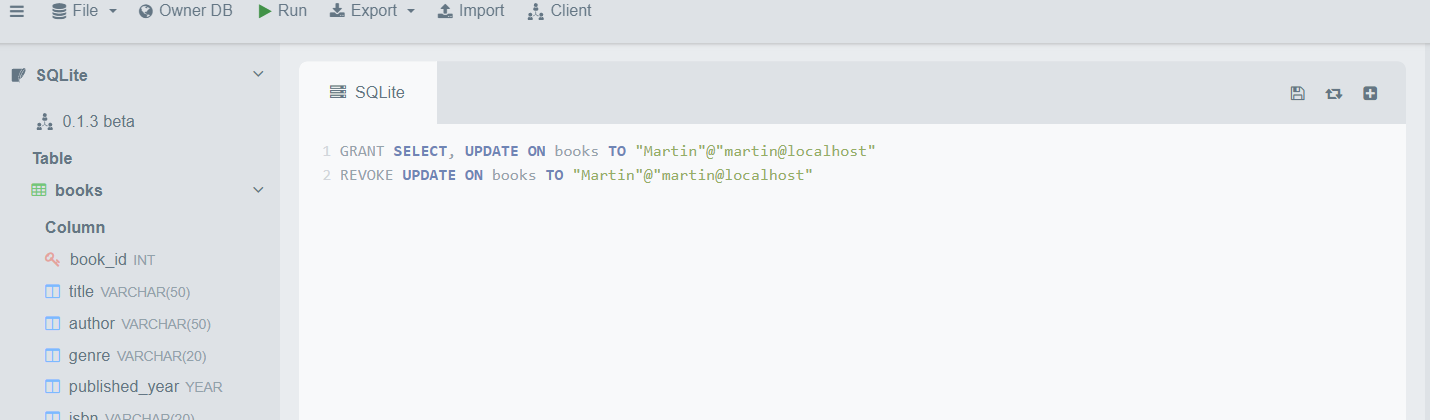 File Owner DB Run Export Import Client
SQLite
0.1.3 beta
Table
books
Column
book_id INT
title VARCHAR(50)
author VARCHAR(50)
genre VARCHAR(20)
published_year YEAR
isbn VARCHAR(20)
SQLite
1 GRANT SELECT, UPDATE ON books TO "Martin"@"martin@localhost"
2 REVOKE UPDATE ON books TO "Martin"@"martin@localhost"